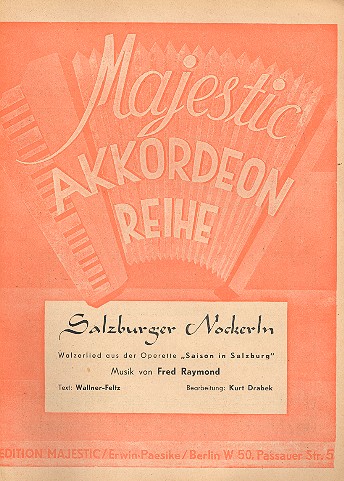 Majestic
AKKORDEON
REIHE
Salzburger Nockerln
Walzerlied aus der Operette „Saison in Salzburg"
Musik von Fred Raymond
Text: Wallner-Feltz Bearbeitung: Kurt Drabek
EDITION MAJESTIC / Erwin Paesike / Berlin W 50, Passauer Str. 5